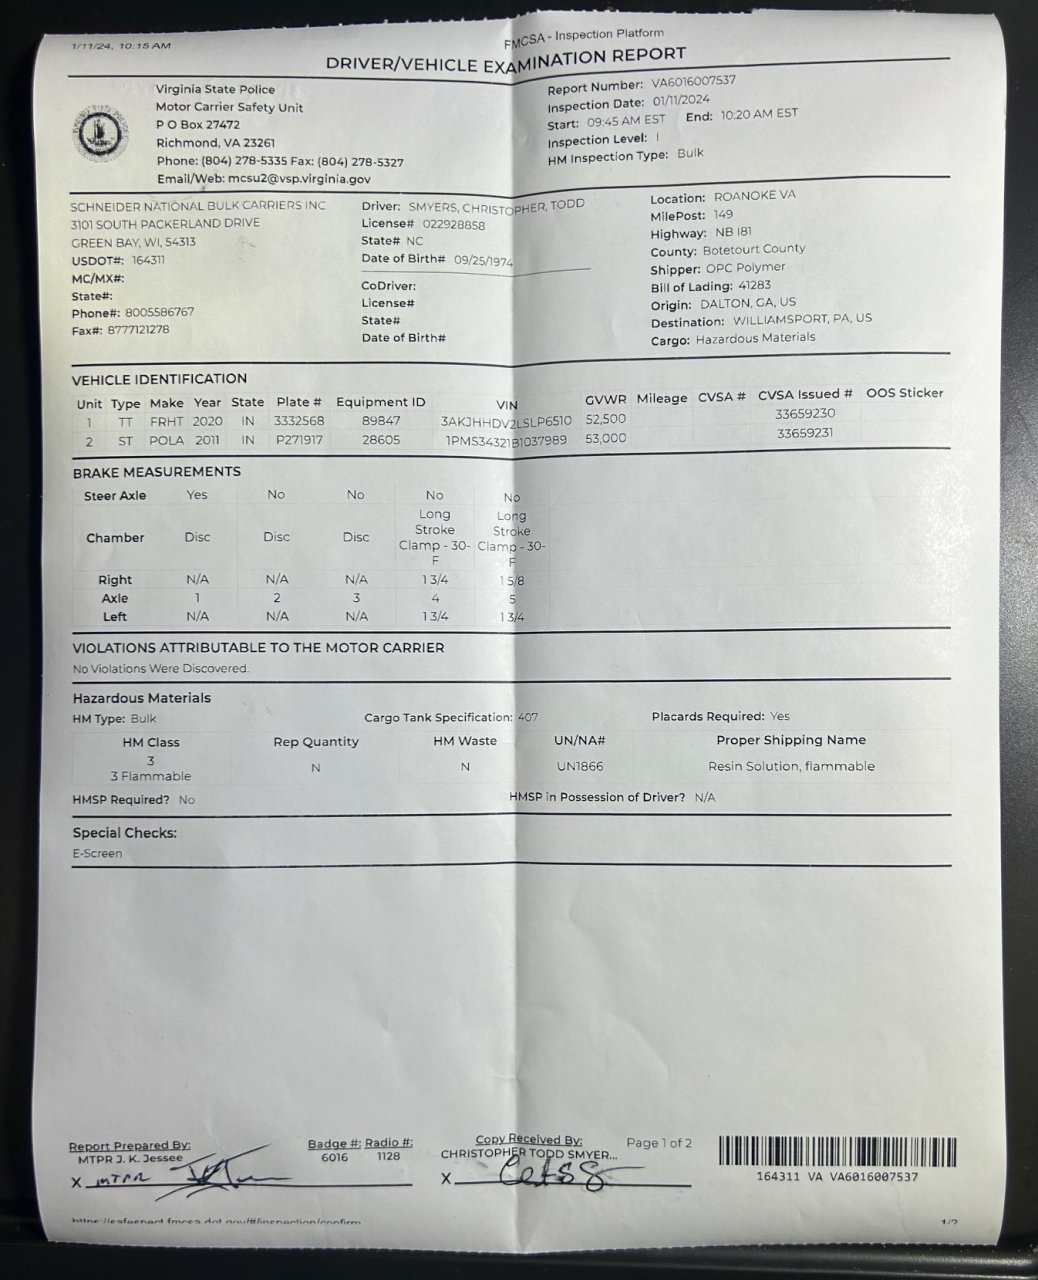 1/11/24, 10:15 AM
FMCSA - Inspection Platform
DRIVER/VEHICLE EXAMINATION REPORT
Virginia State Police
Motor Carrier Safety Unit
P O Box 27472
Richmond, VA 23261
Phone: (804) 278-5335 Fax: (804) 278-5327
Email/Web: mcsu2@vsp.virginia.gov
Report Number: VA6016007537
Inspection Date: 01/11/2024
Start: 09:45 AM EST End: 10:20 AM EST
Inspection Level: I
HM Inspection Type: Bulk
SCHNEIDER NATIONAL BULK CARRIERS INC
3101 SOUTH PACKERLAND DRIVE
GREEN BAY, WI, 54313
USDOT#: 164311
MC/MX#:
State#:
Phone#: 8005586767
Fax#: 8777121278
Driver: SMYERS, CHRISTOPHER, TODD
License# 022928858
State# NC
Date of Birth# 09/25/1974
CoDriver:
License#
State#
Date of Birth#
Location: ROANOKE VA
MilePost: 149
Highway: NB I81
County: Botetourt County
Shipper: OPC Polymer
Bill of Lading: 41283
Origin: DALTON, GA, US
Destination: WILLIAMSPORT, PA, US
Cargo: Hazardous Materials
VEHICLE IDENTIFICATION
Unit Type Make Year State Plate # Equipment ID VIN GVWR Mileage CVSA # CVSA Issued # OOS Sticker
1 TT FRHT 2020 IN 3332568 89847 3AKJHHDV2LSLP6510 52,500 33659230
2 ST POLA 2011 IN P271917 28605 1PMS34321B1037989 53,000 33659231
BRAKE MEASUREMENTS
Steer Axle Yes No No No No
Chamber Disc Disc Disc Long Stroke Clamp - 30-F Long Stroke Clamp - 30-F
Right N/A N/A N/A 1 3/4 1 5/8
Axle 1 2 3 4 5
Left N/A N/A N/A 1 3/4 1 3/4
VIOLATIONS ATTRIBUTABLE TO THE MOTOR CARRIER
No Violations Were Discovered.
Hazardous Materials
HM Type: Bulk Cargo Tank Specification: 407 Placards Required: Yes
HM Class Rep Quantity HM Waste UN/NA# Proper Shipping Name
3
3 Flammable N N UN1866 Resin Solution, flammable
HMSP Required? No HMSP in Possession of Driver? N/A
Special Checks:
E-Screen
Report Prepared By: Badge #: Radio #: Copy Received By: Page 1 of 2
MTPR J. K. Jessee 6016 1128 CHRISTOPHER TODD SMYER...
X MTPR X
164311 VA VA6016007537
1/2